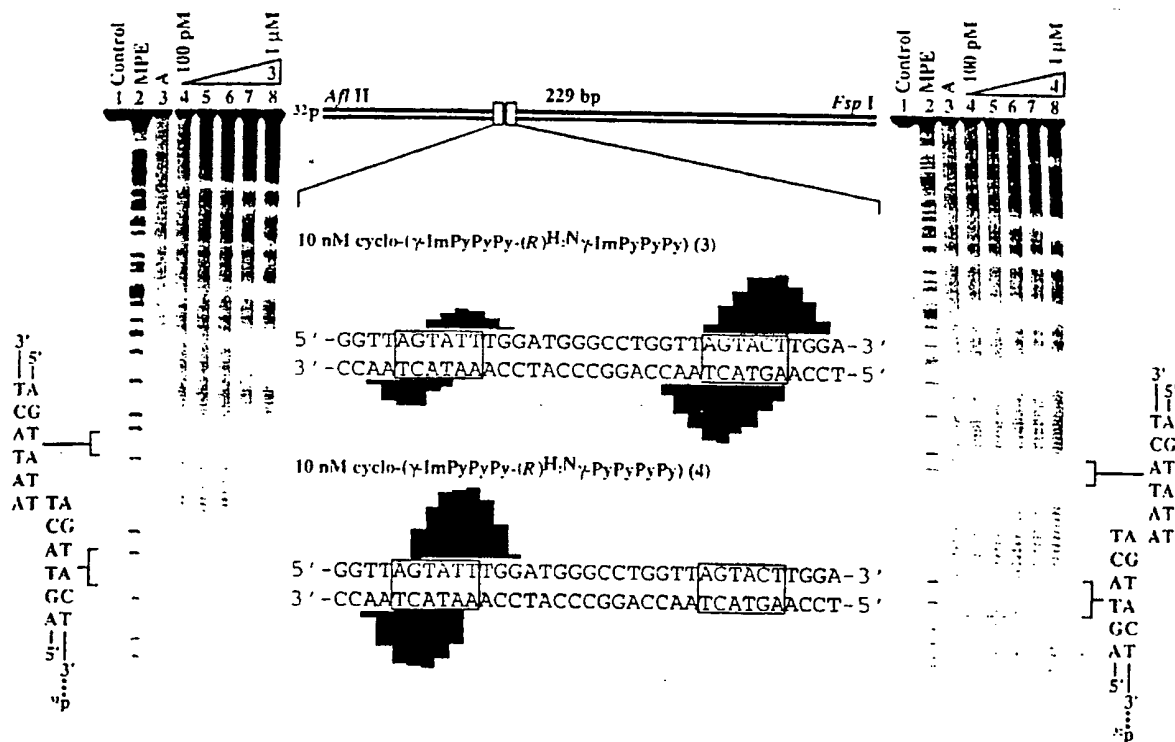 Control
MPE
A
100 pM
1 µM
3
1 2 3 4 5 6 7 8
32p
Afl II
229 bp
Fsp I
Control
MPE
A
100 pM
1 µM
4
1 2 3 4 5 6 7 8
10 nM cyclo-(γ-ImPyPyPy-(R)H2Nγ-ImPyPyPy) (3)
5'-GGTTAGTATTTGGATGGGCCTGGTTAGTACTTGGA-3'
3'-CCAATCATAAACCTACCCGGACCAATCATGAACCT-5'
10 nM cyclo-(γ-ImPyPyPy-(R)H2Nγ-PyPyPyPy) (4)
5'-GGTTAGTATTTGGATGGGCCTGGTTAGTACTTGGA-3'
3'-CCAATCATAAACCTACCCGGACCAATCATGAACCT-5'
3'
5'
TA
CG
AT
TA
AT
AT
TA
CG
AT
TA
GC
AT
5'
3'
p
3'
5'
TA
CG
AT
TA
AT
AT
TA
CG
AT
TA
GC
AT
5'
3'
p